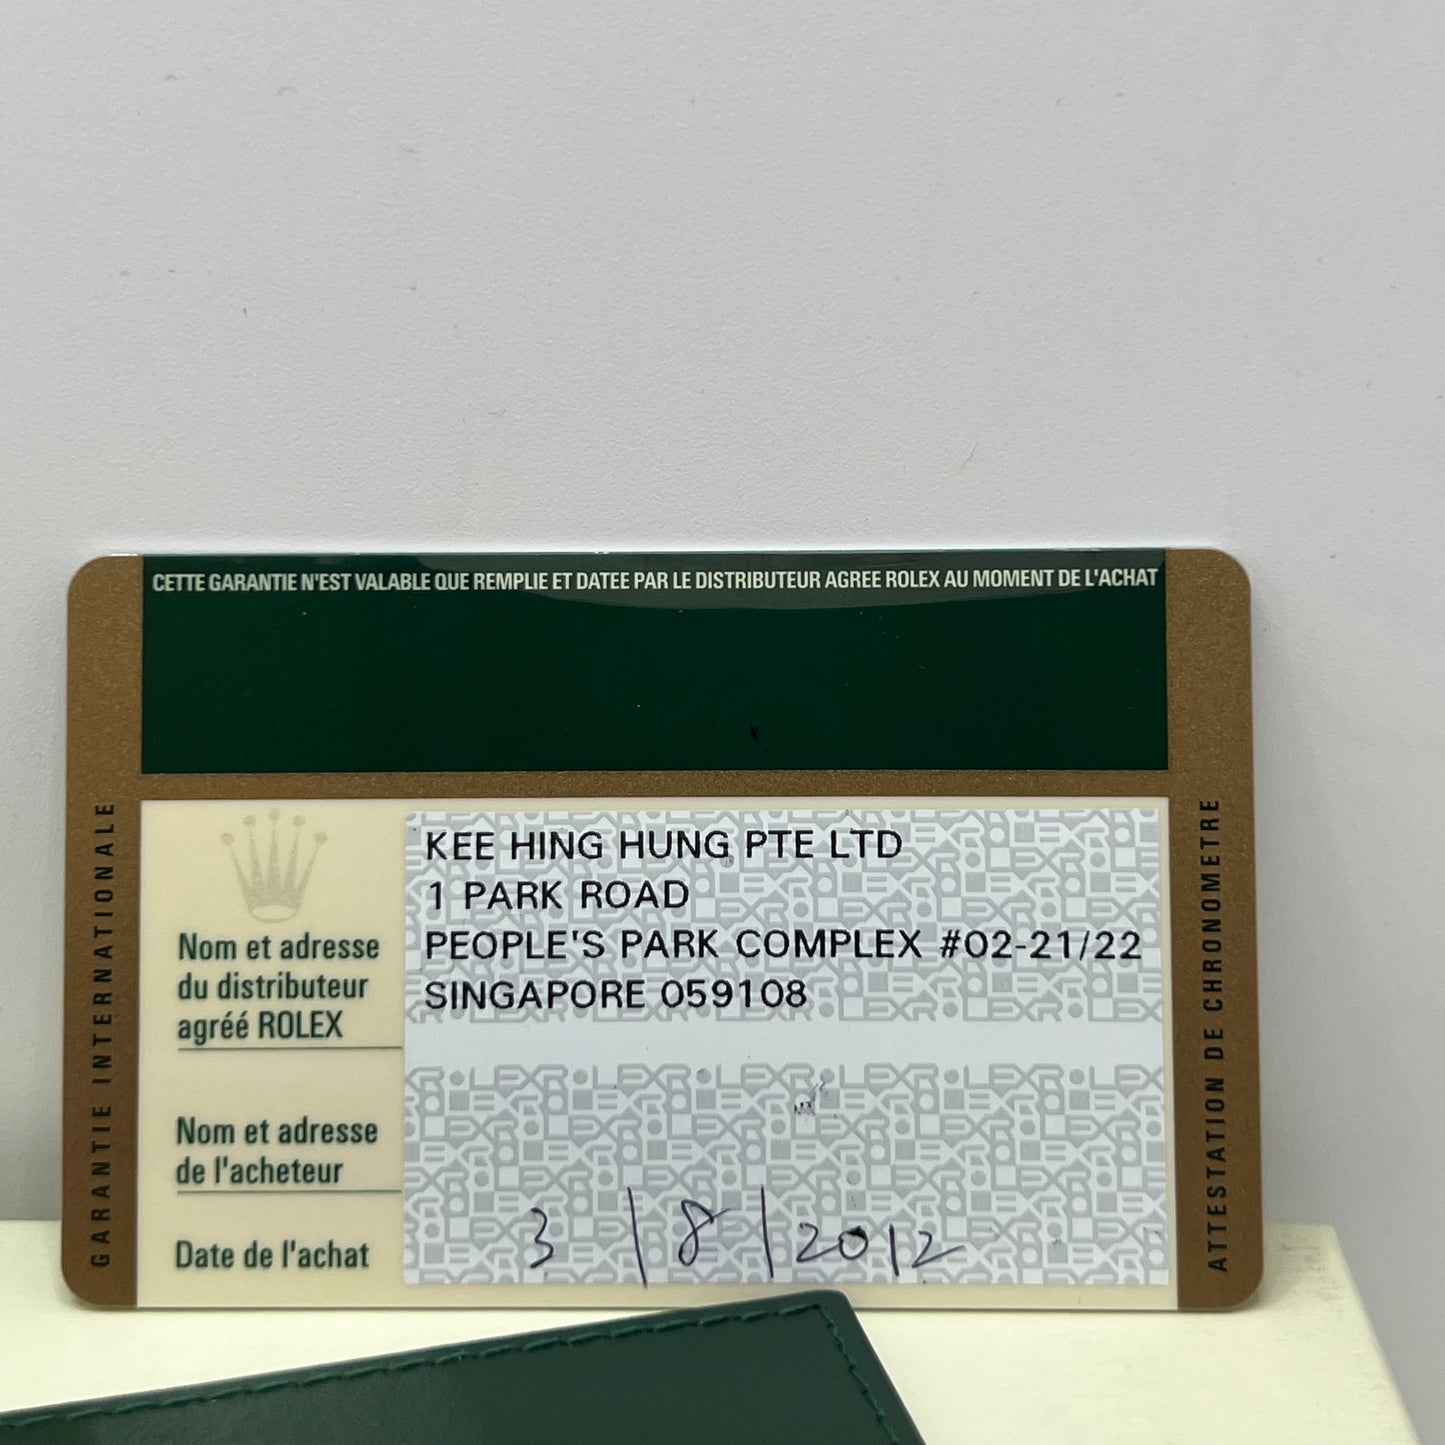 CETTE GARANTIE N'EST VALABLE QUE REMPLIE ET DATEE PAR LE DISTRIBUTEUR AGREE ROLEX AU MOMENT DE L'ACHAT
GARANTIE INTERNATIONALE
Nom et adresse
du distributeur
agréé ROLEX
KEE HING HUNG PTE LTD
1 PARK ROAD
PEOPLE'S PARK COMPLEX #02-21/22
SINGAPORE 059108
Nom et adresse
de l'acheteur
Date de l'achat
3/8/2012
ATTESTATION DE CHRONOMETRE